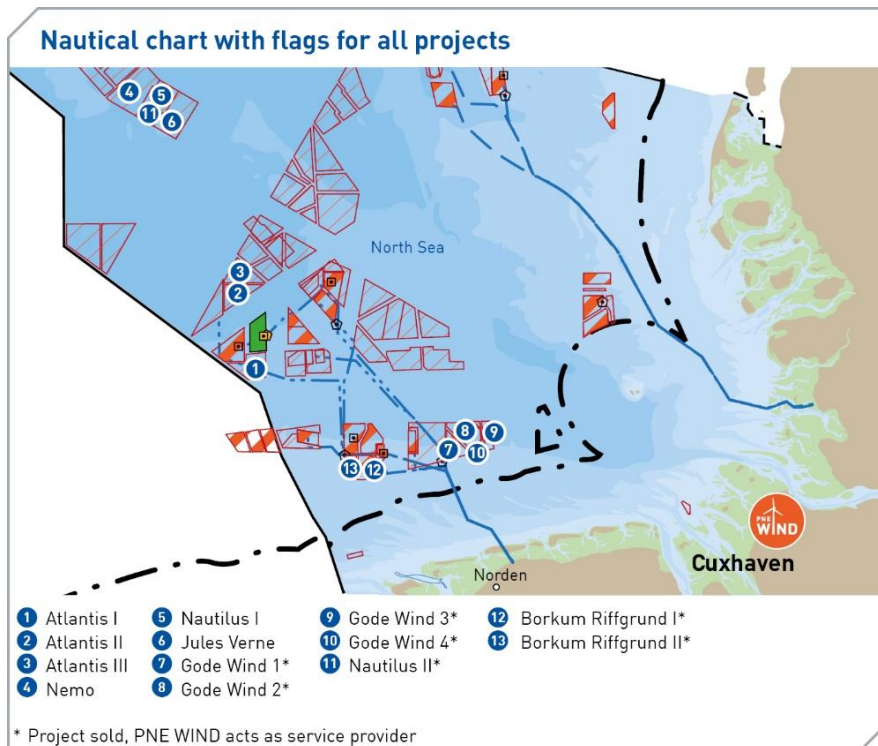 Nautical chart with flags for all projects
4
5
11
6
North Sea
3
2
1
8
9
7
10
13
12
PNE
WIND
Cuxhaven
Norden
1 Atlantis I
2 Atlantis II
3 Atlantis III
4 Nemo
5 Nautilus I
6 Jules Verne
7 Gode Wind 1*
8 Gode Wind 2*
9 Gode Wind 3*
10 Gode Wind 4*
11 Nautilus II*
12 Borkum Riffgrund I*
13 Borkum Riffgrund II*
* Project sold, PNE WIND acts as service provider